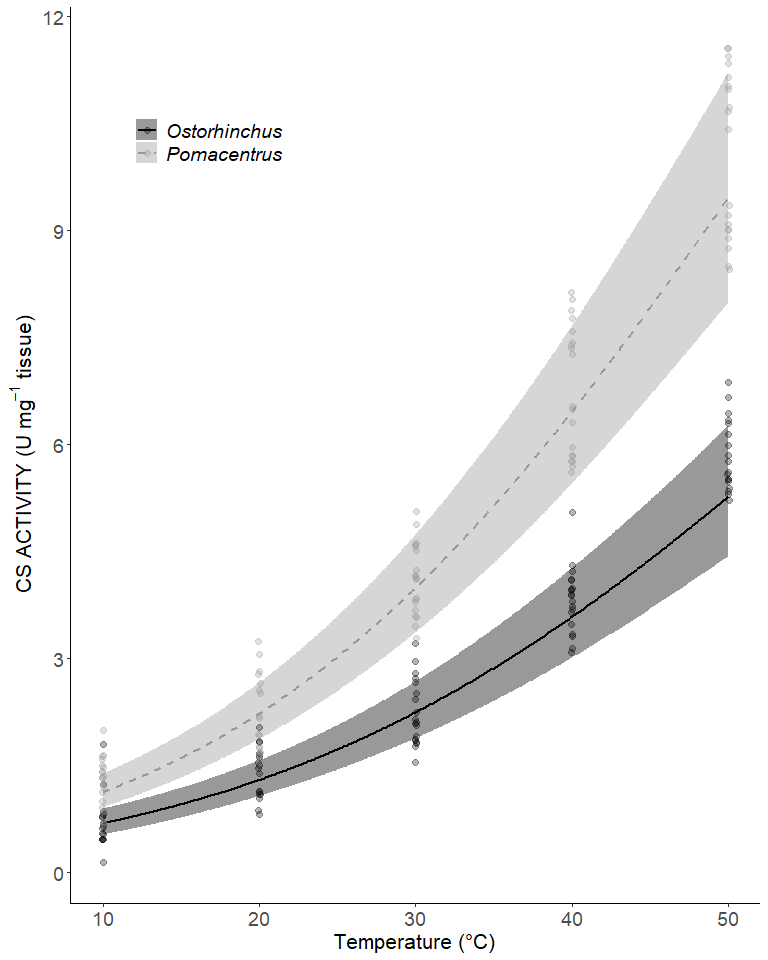 12
9
6
3
0
CS ACTIVITY (U mg⁻¹ tissue)
Ostorhinchus
Pomacentrus
10 20 30 40 50
Temperature (°C)